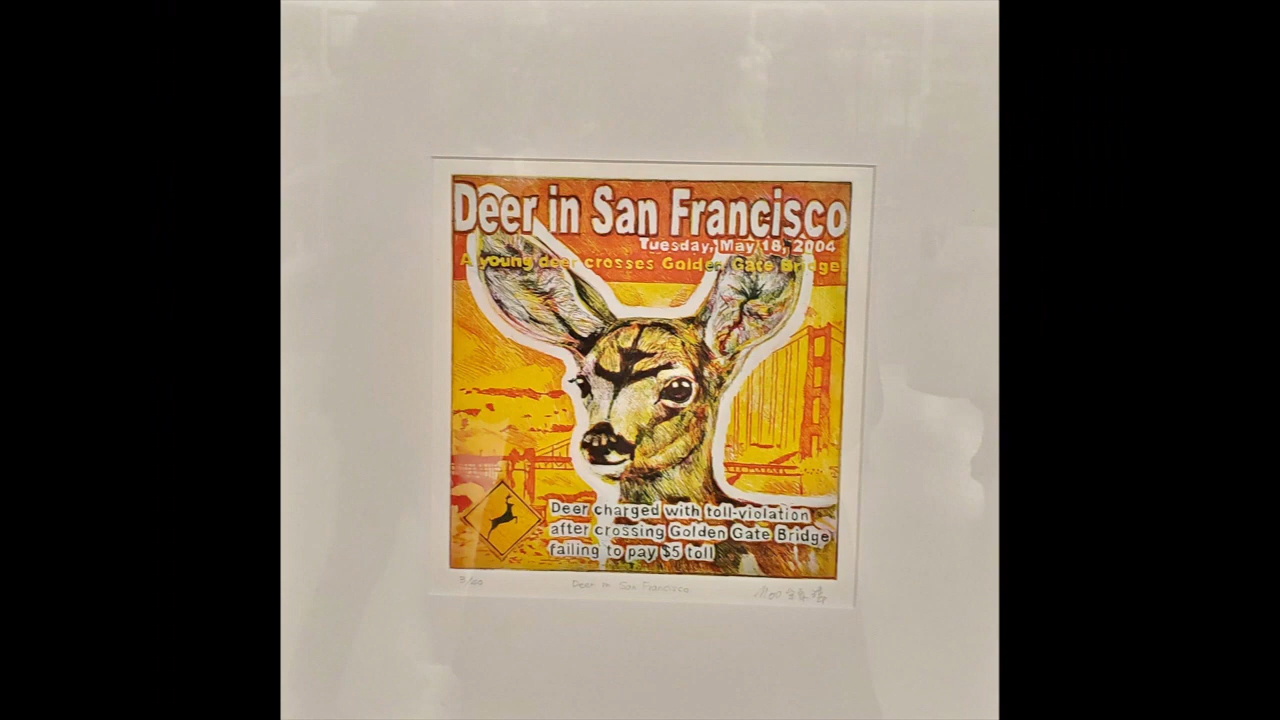 Deer in San Francisco
Tuesday, May 18, 2004
A young deer crosses Golden Gate Bridge
Deer charged with toll-violation
after crossing Golden Gate Bridge
failing to pay $5 toll
Deer in San Francisco